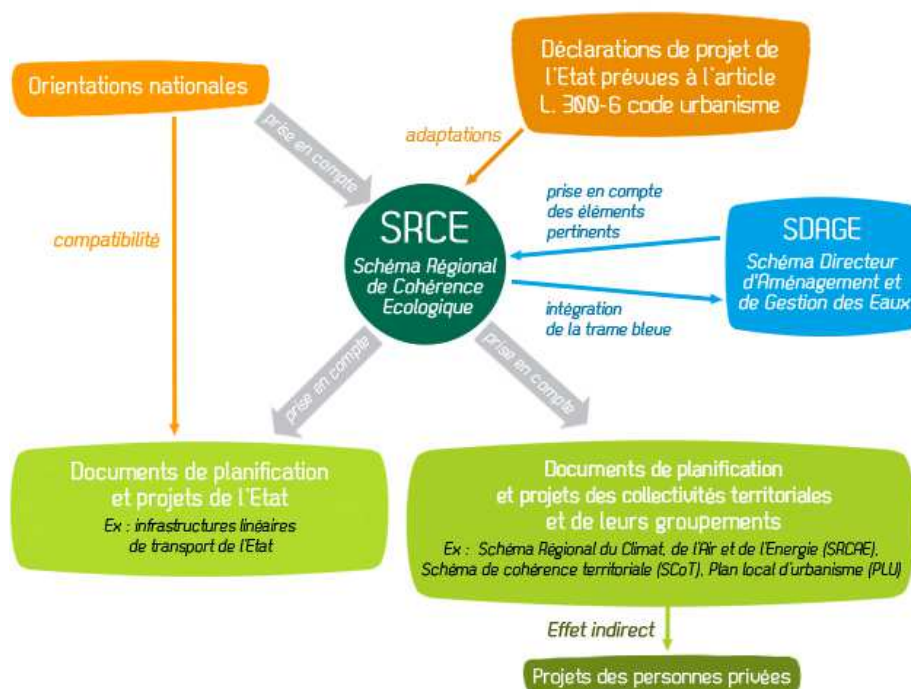 Orientations nationales
Déclarations de projet de
l'Etat prévues à l'article
L. 300-6 code urbanisme
prise en compte
adaptations
compatibilité
SRCE
Schéma Régional
de Cohérence
Ecologique
prise en compte
des éléments
pertinents
SDAGE
Schéma Directeur
d'Aménagement et
de Gestion des Eaux
intégration
de la trame bleue
prise en compte
prise en compte
Documents de planification
et projets de l'Etat
Ex : infrastructures linéaires
de transport de l'Etat
Documents de planification
et projets des collectivités territoriales
et de leurs groupements
Ex : Schéma Régional du Climat, de l'Air et de l'Energie (SRCAE),
Schéma de cohérence territoriale (SCoT), Plan local d'urbanisme (PLU)
Effet indirect
Projets des personnes privées